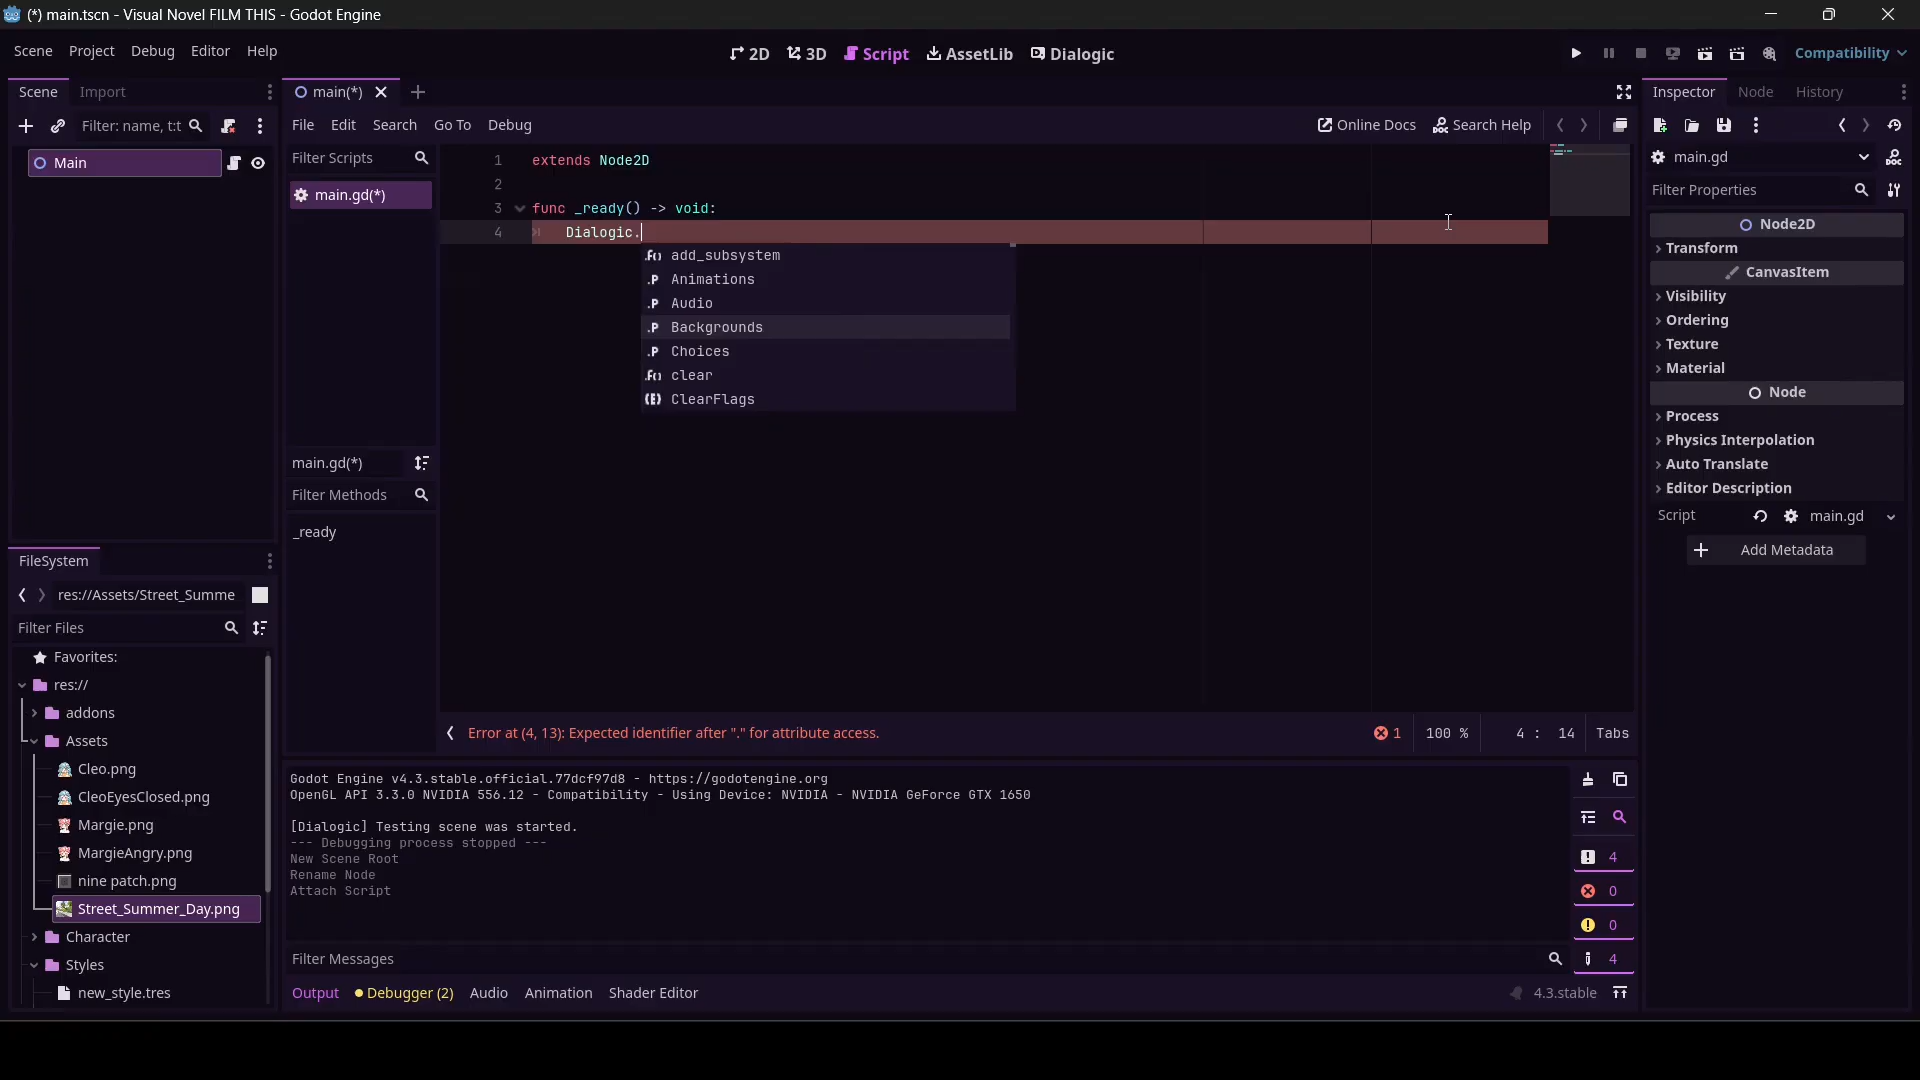 (*) main.tscn - Visual Novel FILM THIS - Godot Engine
Scene Project Debug Editor Help
2D 3D Script AssetLib Dialogic
Compatibility
Scene Import
Filter: name, t:t
Main
main(*)
File Edit Search Go To Debug
Online Docs Search Help
Filter Scripts
main.gd(*)
main.gd(*)
Filter Methods
_ready
1 extends Node2D
2
3 func _ready() -> void:
4 Dialogic.
add_subsystem
Animations
Audio
Backgrounds
Choices
clear
ClearFlags
Error at (4, 13): Expected identifier after "." for attribute access.
1 100 % 4 : 14 Tabs
Godot Engine v4.3.stable.official.77dcf97d8 - https://godotengine.org
OpenGL API 3.3.0 NVIDIA 556.12 - Compatibility - Using Device: NVIDIA - NVIDIA GeForce GTX 1650
[Dialogic] Testing scene was started.
--- Debugging process stopped ---
New Scene Root
Rename Node
Attach Script
4
0
0
4
Filter Messages
Output Debugger (2) Audio Animation Shader Editor
4.3.stable
FileSystem
res://Assets/Street_Summe
Filter Files
Favorites:
res://
addons
Assets
Cleo.png
CleoEyesClosed.png
Margie.png
MargieAngry.png
nine patch.png
Street_Summer_Day.png
Character
Styles
new_style.tres
Inspector Node History
main.gd
Filter Properties
Node2D
Transform
CanvasItem
Visibility
Ordering
Texture
Material
Node
Process
Physics Interpolation
Auto Translate
Editor Description
Script main.gd
Add Metadata